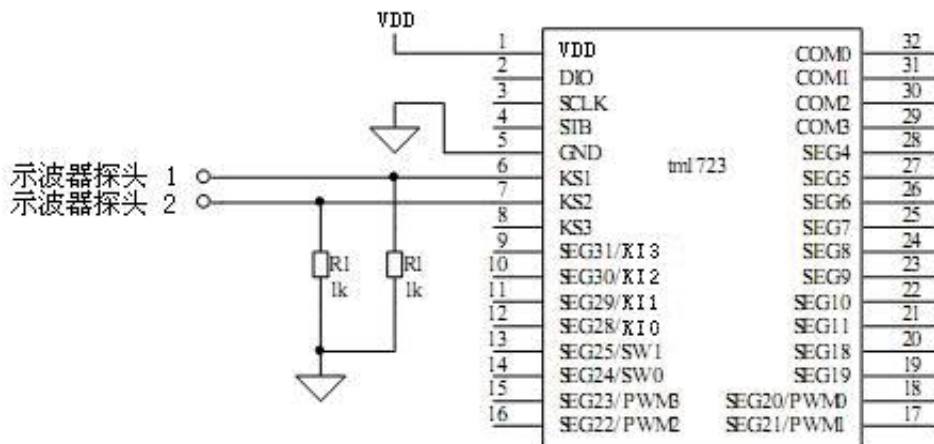 VDD
1 VDD COM0 32
2 DIO COM1 31
3 SCLK COM2 30
4 STB COM3 29
5 GND SEG4 28
示波器探头 1 6 KS1 tm1723 SEG5 27
示波器探头 2 7 KS2 SEG6 26
8 KS3 SEG7 25
9 SEG31/KI3 SEG8 24
R1 R1 10 SEG30/KI2 SEG9 23
1k 1k 11 SEG29/KI1 SEG10 22
12 SEG28/KI0 SEG11 21
13 SEG25/SW1 SEG18 20
14 SEG24/SW0 SEG19 19
15 SEG23/PWM3 SEG20/PWM0 18
16 SEG22/PWM2 SEG21/PWM1 17